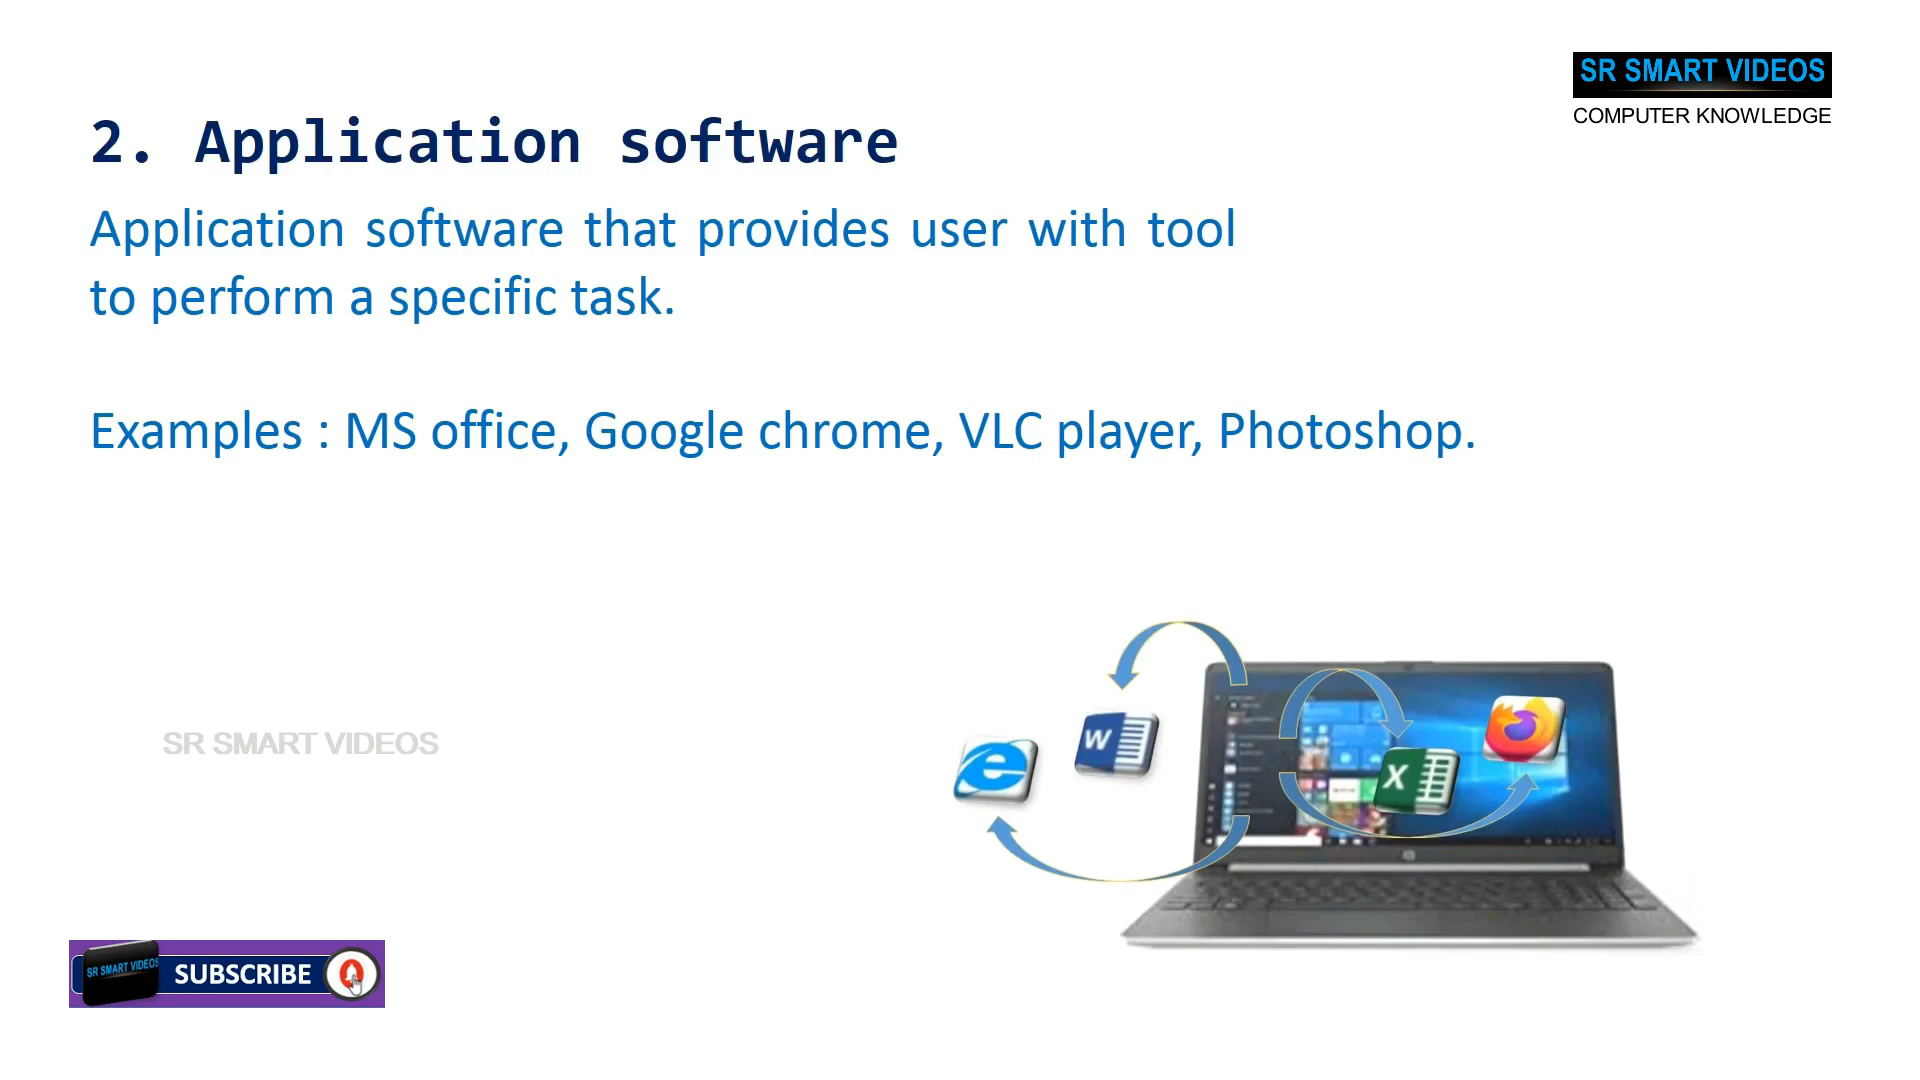 SR SMART VIDEOS
COMPUTER KNOWLEDGE
2. Application software
Application software that provides user with tool
to perform a specific task.
Examples : MS office, Google chrome, VLC player, Photoshop.
W
X
SR SMART VIDEOS
SR SMART VIDEOS
SUBSCRIBE